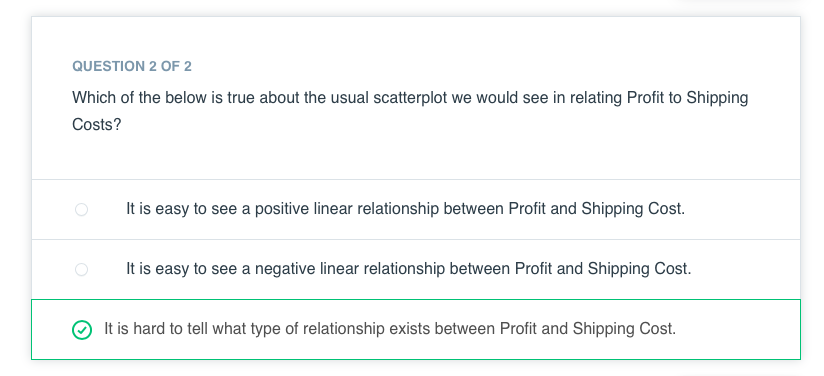 QUESTION 2 OF 2
Which of the below is true about the usual scatterplot we would see in relating Profit to Shipping
Costs?
It is easy to see a positive linear relationship between Profit and Shipping Cost.
It is easy to see a negative linear relationship between Profit and Shipping Cost.
It is hard to tell what type of relationship exists between Profit and Shipping Cost.